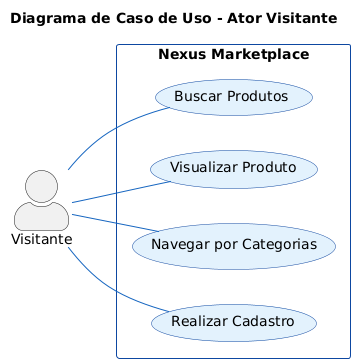 Diagrama de Caso de Uso - Ator Visitante
Nexus Marketplace
Buscar Produtos
Visualizar Produto
Visitante
Navegar por Categorias
Realizar Cadastro